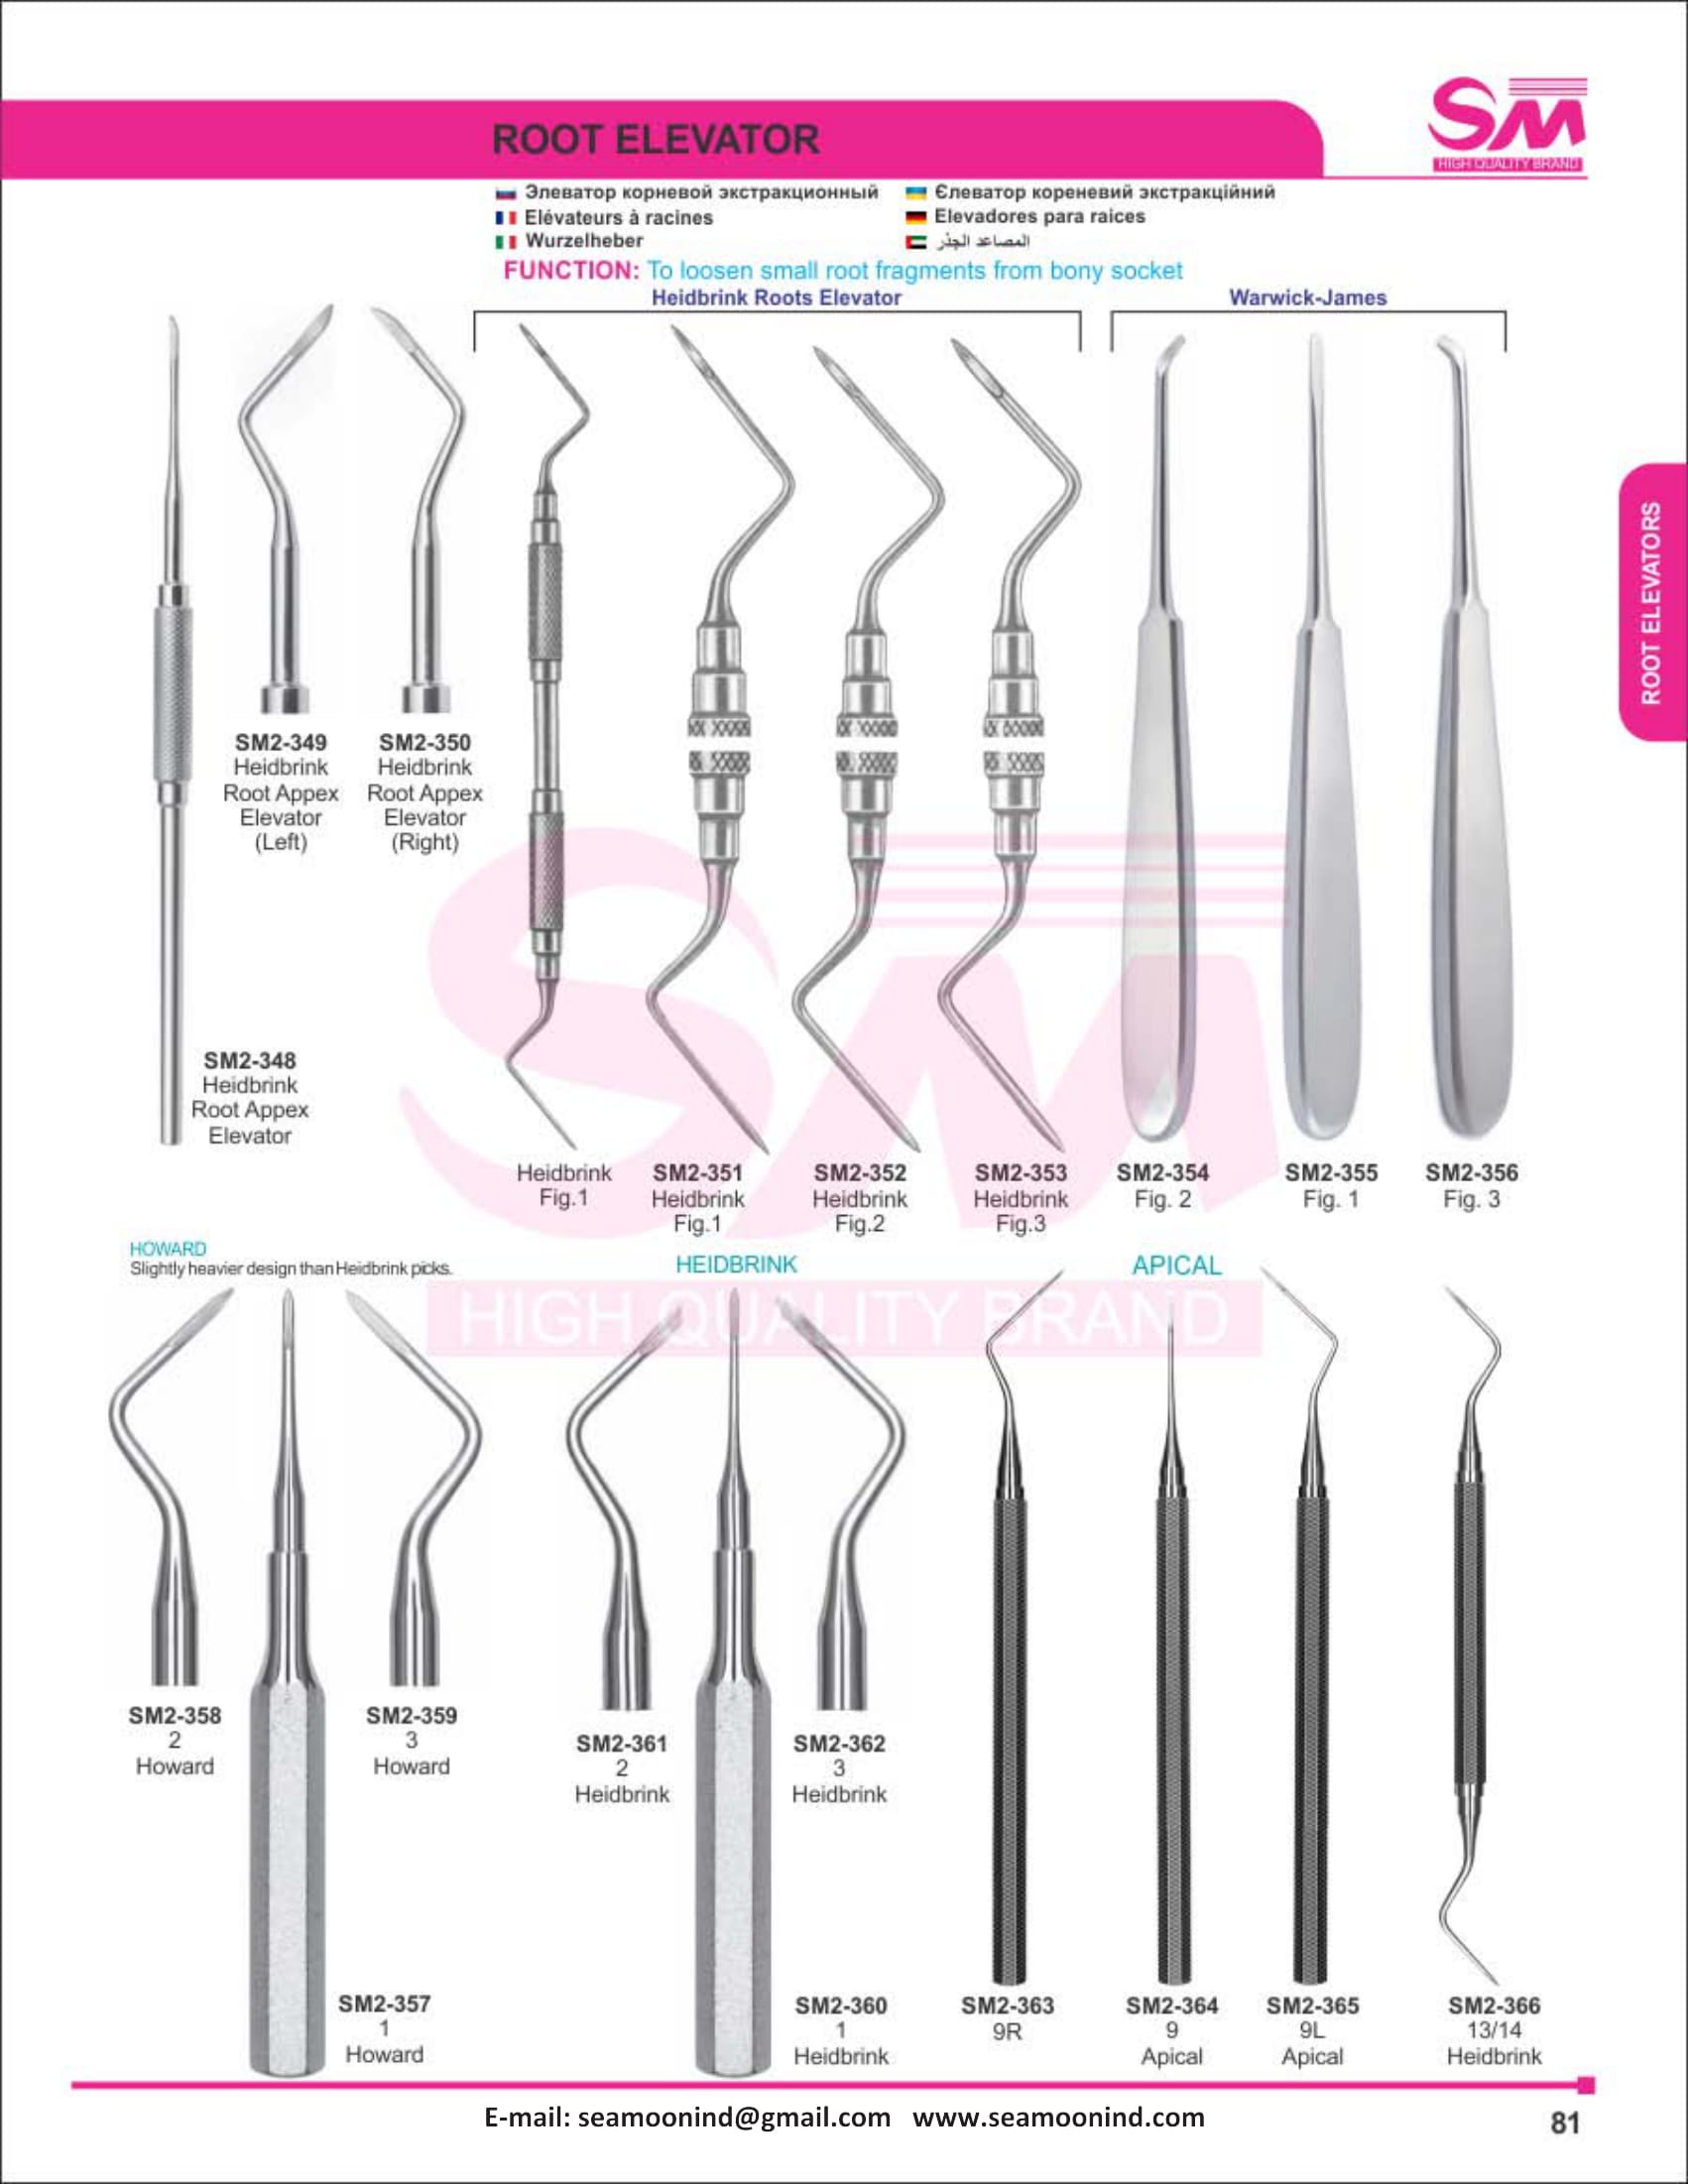 SM
HIGH QUALITY BRAND
ROOT ELEVATOR
Элеватор корневой экстракционный
Єлеватор кореневий экстракційний
Elévateurs à racines
Elevadores para raices
Wurzelheber
المصاعد الجذر
FUNCTION: To loosen small root fragments from bony socket
Heidbrink Roots Elevator
Warwick-James
ROOT ELEVATORS
SM2-349
Heidbrink
Root Appex
Elevator
(Left)
SM2-350
Heidbrink
Root Appex
Elevator
(Right)
SM2-348
Heidbrink
Root Appex
Elevator
Heidbrink
Fig.1
SM2-351
Heidbrink
Fig.1
SM2-352
Heidbrink
Fig.2
SM2-353
Heidbrink
Fig.3
SM2-354
Fig. 2
SM2-355
Fig. 1
SM2-356
Fig. 3
SM
HIGH QUALITY BRAND
HOWARD
Slightly heavier design than Heidbrink picks.
HEIDBRINK
APICAL
SM2-358
2
Howard
SM2-359
3
Howard
SM2-361
2
Heidbrink
SM2-362
3
Heidbrink
SM2-357
1
Howard
SM2-360
1
Heidbrink
SM2-363
9R
SM2-364
9
Apical
SM2-365
9L
Apical
SM2-366
13/14
Heidbrink
E-mail: seamoonind@gmail.com www.seamoonind.com
81